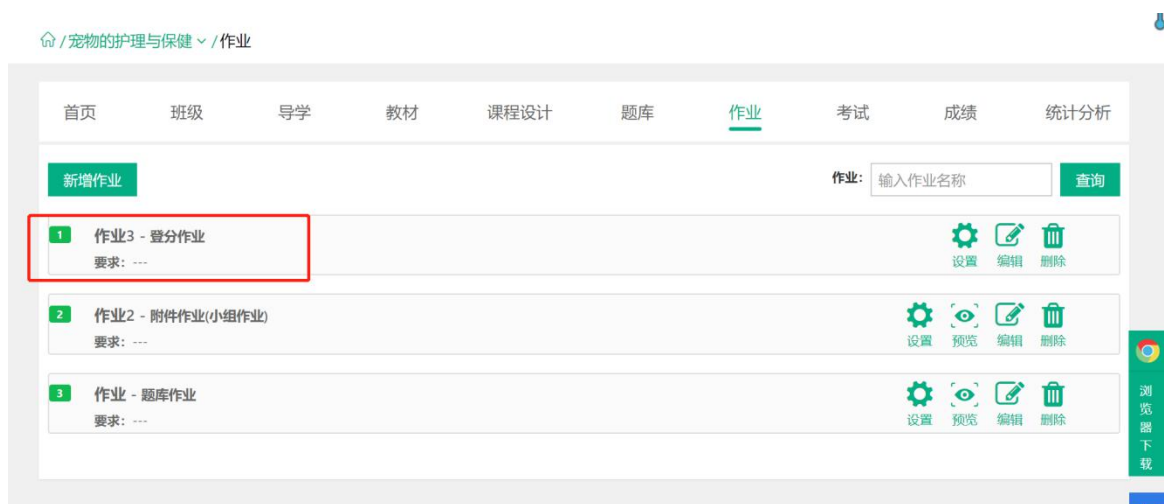 /宠物的护理与保健 /作业
首页 班级 导学 教材 课程设计 题库 作业 考试 成绩 统计分析
新增作业 作业: 输入作业名称 查询
1 作业3 - 登分作业
要求: ---
设置 编辑 删除
2 作业2 - 附件作业(小组作业)
要求: ---
设置 预览 编辑 删除
3 作业 - 题库作业
要求: ---
设置 预览 编辑 删除
浏览器下载